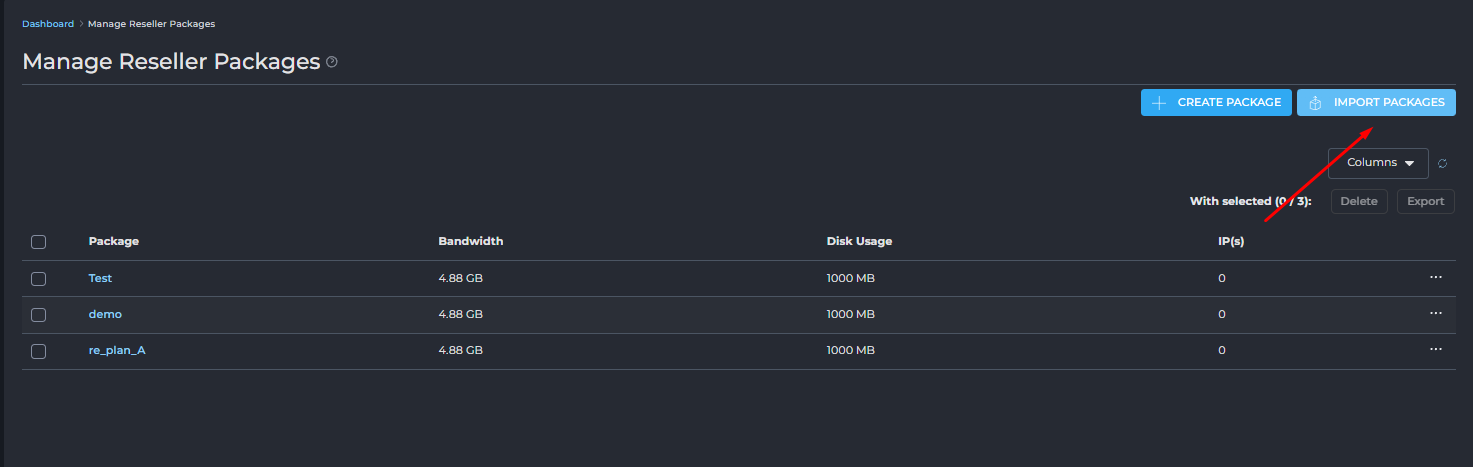 Dashboard > Manage Reseller Packages
Manage Reseller Packages ?
CREATE PACKAGE IMPORT PACKAGES
Columns
With selected (0 / 3): Delete Export
Package Bandwidth Disk Usage IP(s)
Test 4.88 GB 1000 MB 0 ...
demo 4.88 GB 1000 MB 0 ...
re_plan_A 4.88 GB 1000 MB 0 ...